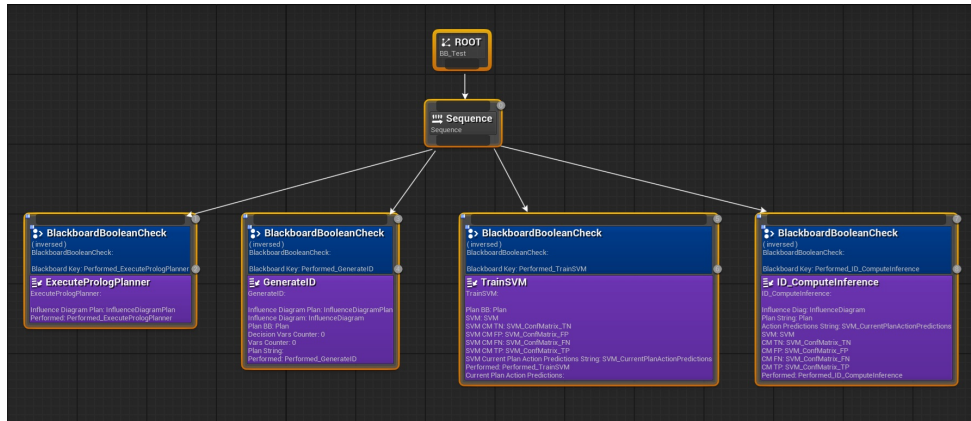 ROOT
BB_Test
Sequence
Sequence
BlackboardBooleanCheck
( inversed )
BlackboardBooleanCheck:
Blackboard Key: Performed_ExecutePrologPlanner
ExecutePrologPlanner
ExecutePrologPlanner:
Influence Diagram Plan: InfluenceDiagramPlan
Performed: Performed_ExecutePrologPlanner
BlackboardBooleanCheck
( inversed )
BlackboardBooleanCheck:
Blackboard Key: Performed_GenerateID
GenerateID
GenerateID:
Influence Diagram Plan: InfluenceDiagramPlan
Influence Diagram: InfluenceDiagram
Plan BB: Plan
Decision Vars Counter: 0
Vars Counter: 0
Plan String:
Performed: Performed_GenerateID
BlackboardBooleanCheck
( inversed )
BlackboardBooleanCheck:
Blackboard Key: Performed_TrainSVM
TrainSVM
TrainSVM:
Plan BB: Plan
SVM: SVM
SVM CM TN: SVM_ConfMatrix_TN
SVM CM FP: SVM_ConfMatrix_FP
SVM CM FN: SVM_ConfMatrix_FN
SVM CM TP: SVM_ConfMatrix_TP
SVM Current Plan Action Predictions String: SVM_CurrentPlanActionPredictions
Performed: Performed_TrainSVM
Current Plan Action Predictions:
BlackboardBooleanCheck
( inversed )
BlackboardBooleanCheck:
Blackboard Key: Performed_ID_ComputeInference
ID_ComputeInference
ID_ComputeInference:
Influence Diag: InfluenceDiagram
Plan String: Plan
Action Predictions String: SVM_CurrentPlanActionPredictions
SVM: SVM
CM TN: SVM_ConfMatrix_TN
CM FP: SVM_ConfMatrix_FP
CM FN: SVM_ConfMatrix_FN
CM TP: SVM_ConfMatrix_TP
Performed: Performed_ID_ComputeInference